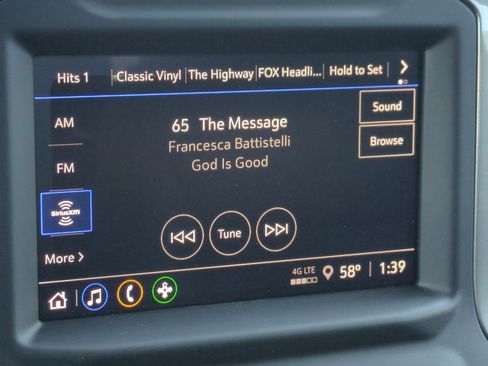 Hits 1 Classic Vinyl The Highway FOX Headli... Hold to Set
AM
65 The Message
Sound
Francesca Battistelli
Browse
FM
God Is Good
SiriusXM
Tune
More
4G LTE 58° 1:39